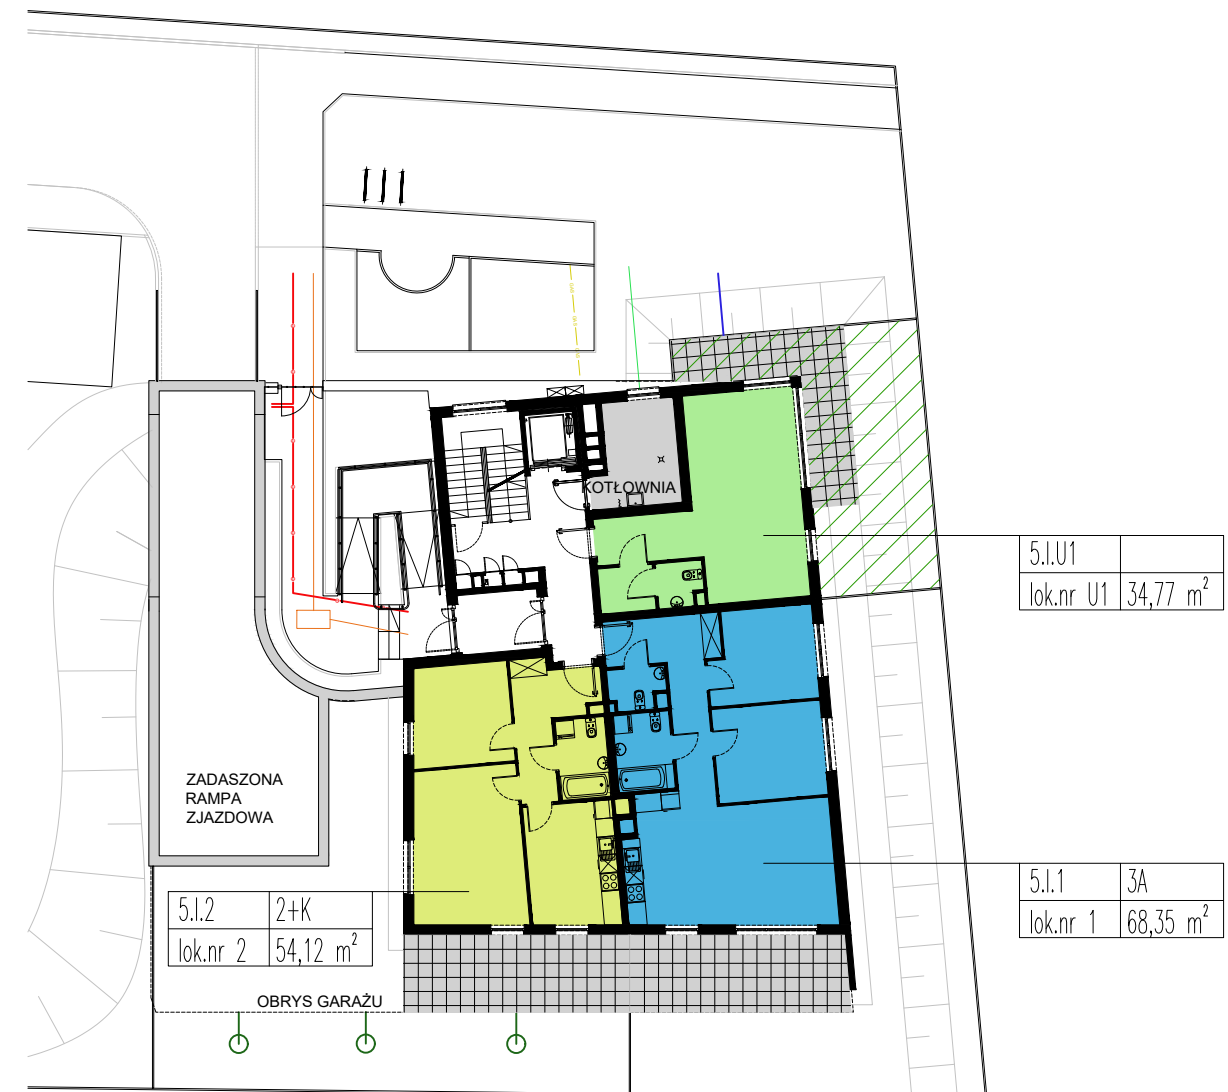 KOTŁOWNIA
5.I.U1
lok.nr U1 34,77 m²
ZADASZONA
RAMPA
ZJAZDOWA
5.I.1 3A
lok.nr 1 68,35 m²
5.I.2 2+K
lok.nr 2 54,12 m²
OBRYS GARAŻU